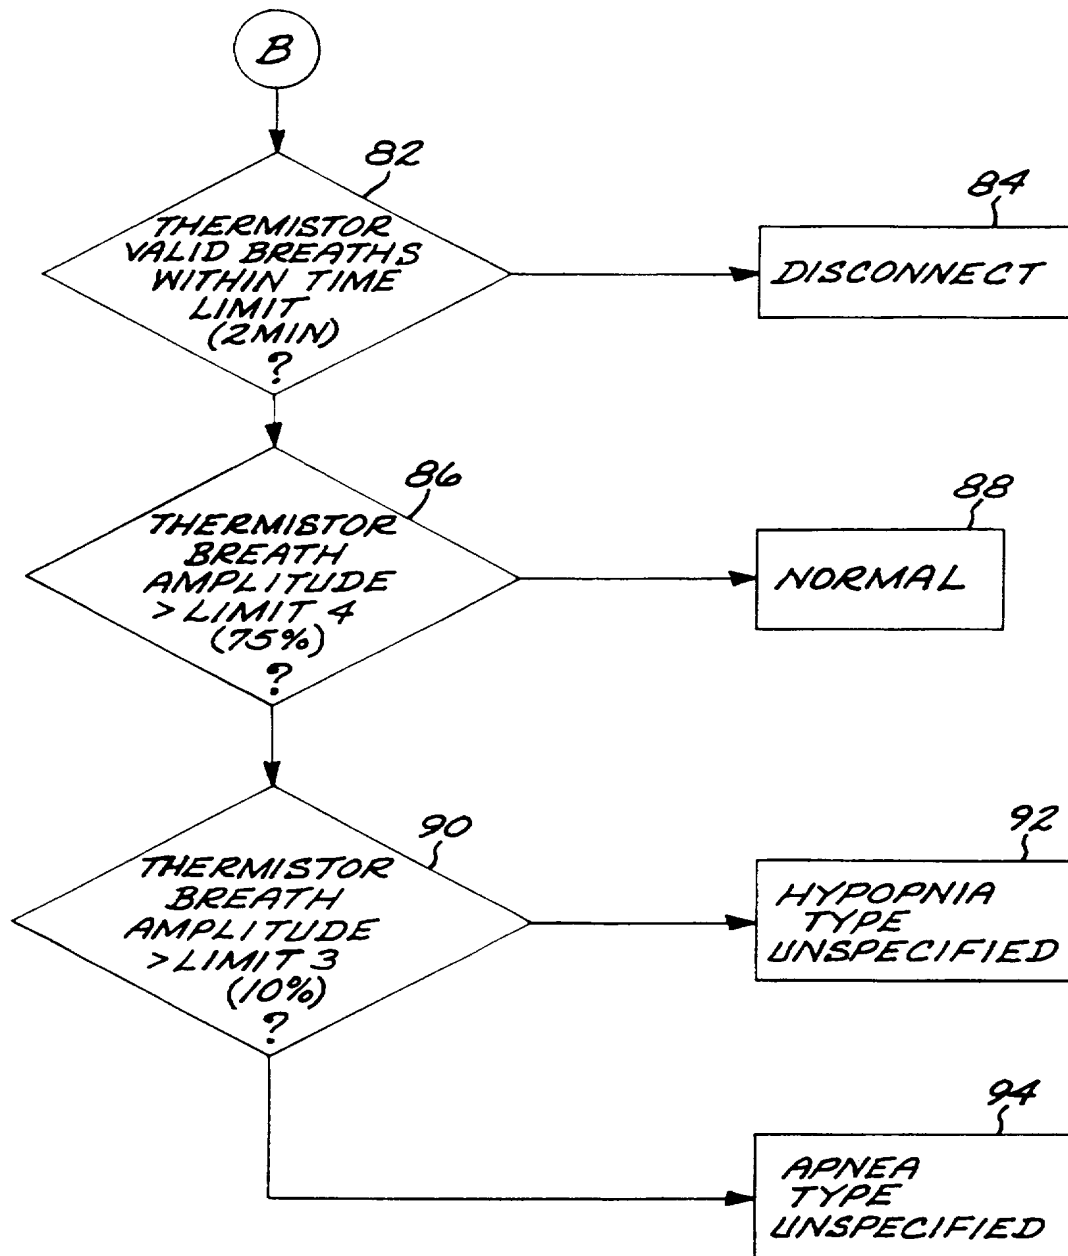 B
82
THERMISTOR
VALID BREATHS
WITHIN TIME
LIMIT
(2MIN)
?
84
DISCONNECT
86
THERMISTOR
BREATH
AMPLITUDE
>LIMIT 4
(75%)
?
88
NORMAL
90
THERMISTOR
BREATH
AMPLITUDE
>LIMIT 3
(10%)
?
92
HYPOPNIA
TYPE
UNSPECIFIED
94
APNEA
TYPE
UNSPECIFIED